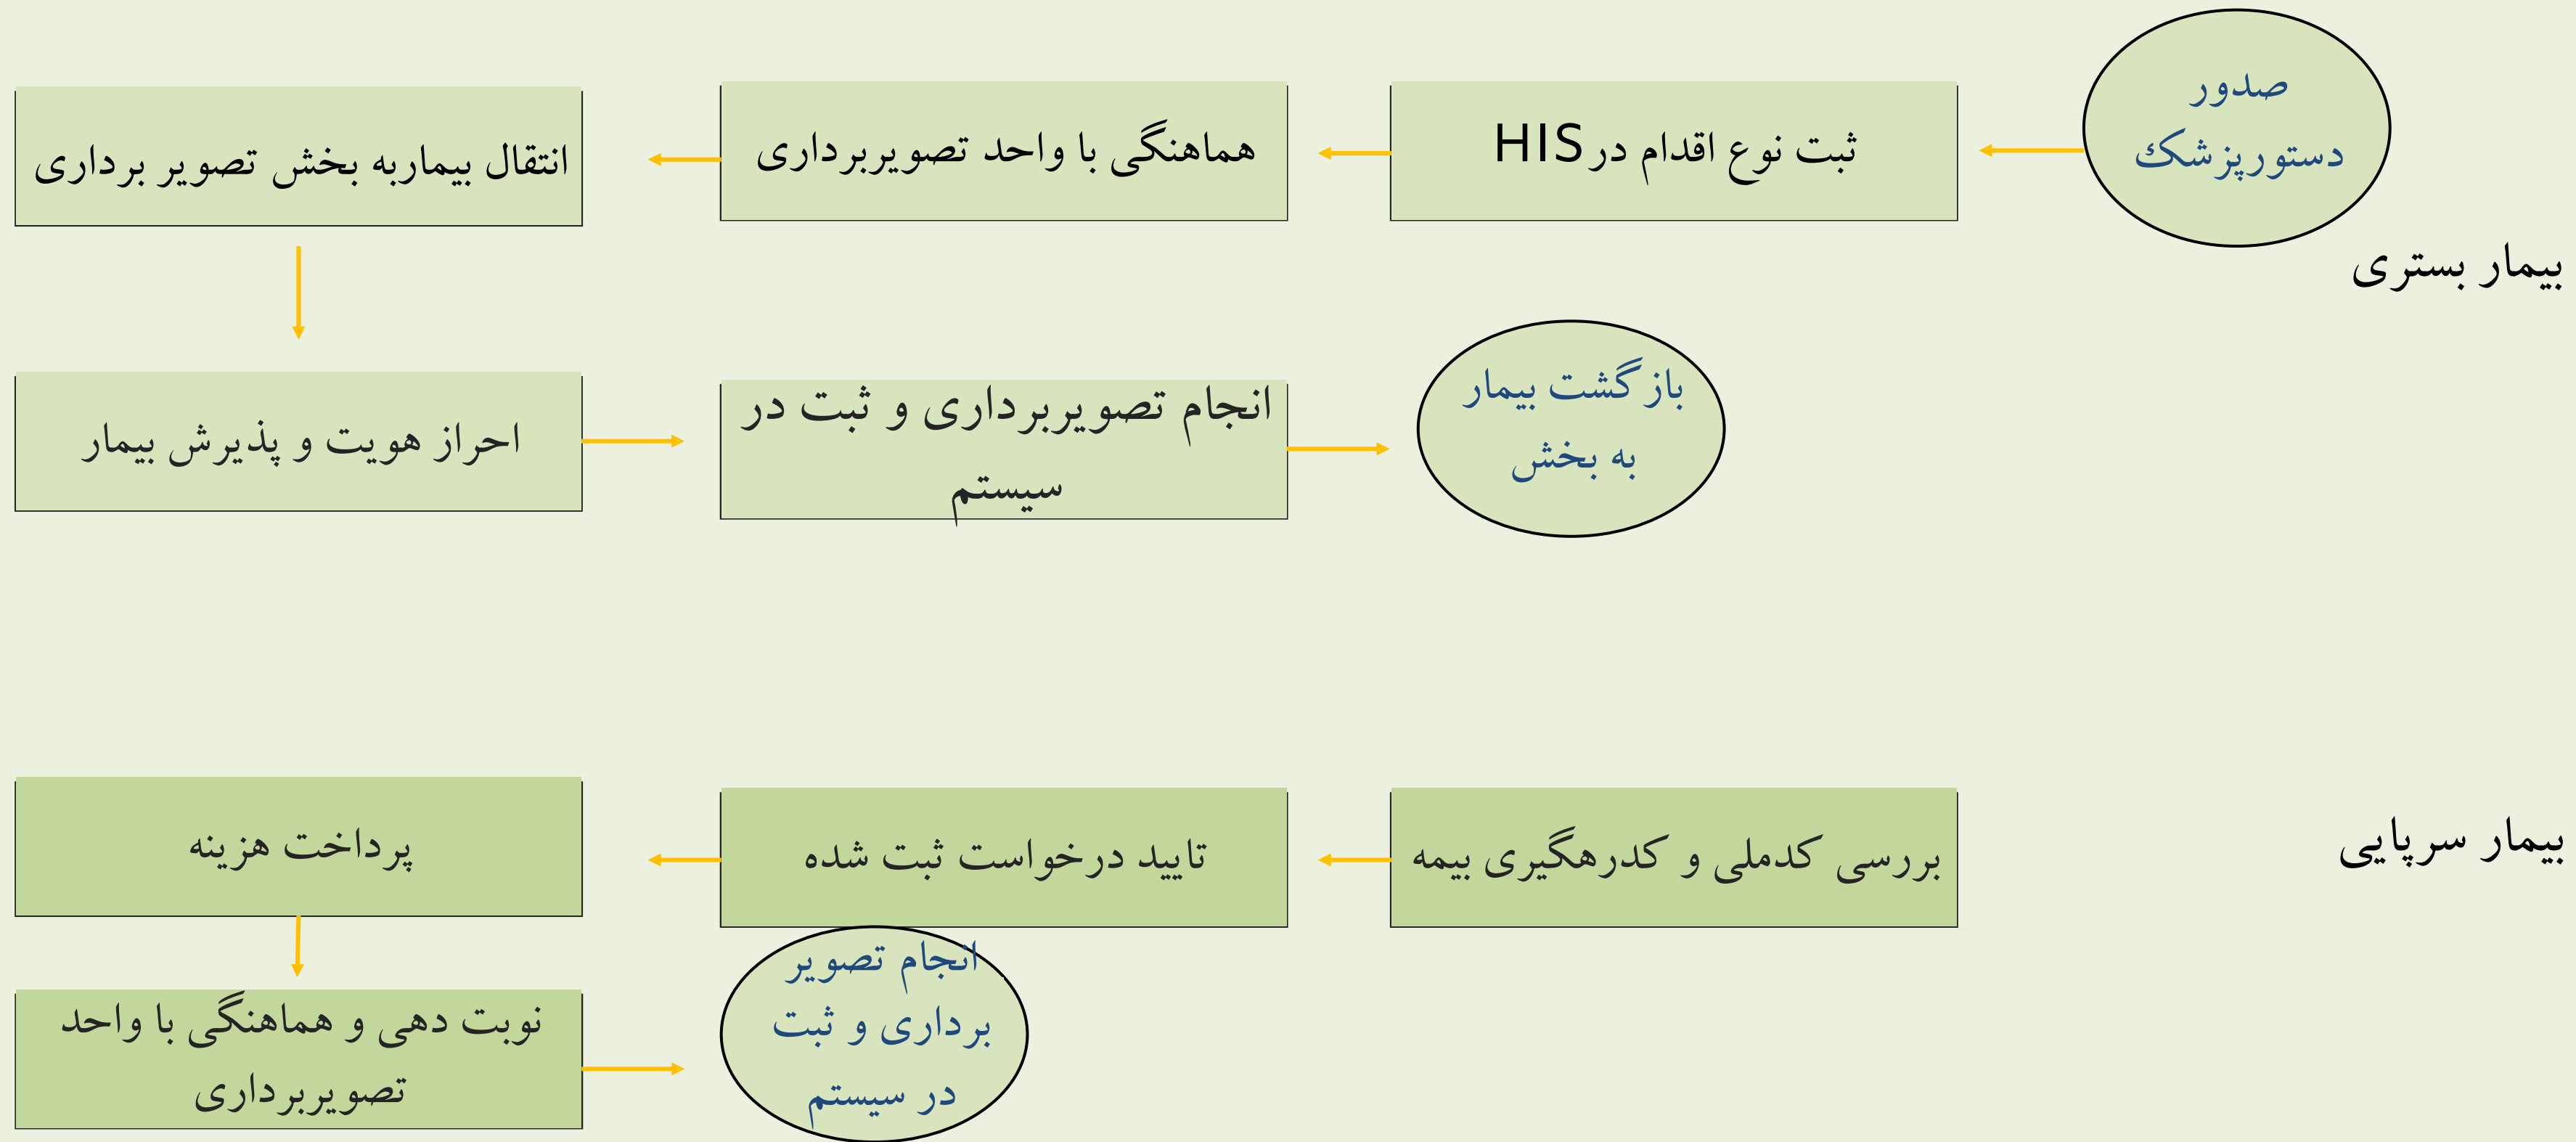 صدور
دستورپزشک
ثبت نوع اقدام در HIS
هماهنگی با واحد تصویربرداری
انتقال بیماربه بخش تصویر برداری
بیمار بستری
احراز هویت و پذیرش بیمار
انجام تصویربرداری و ثبت در
سیستم
بازگشت بیمار
به بخش
بیمار سرپایی
بررسی کدملی و کدرهگیری بیمه
تایید درخواست ثبت شده
پرداخت هزینه
نوبت دهی و هماهنگی با واحد
تصویربرداری
انجام تصویر
برداری و ثبت
در سیستم